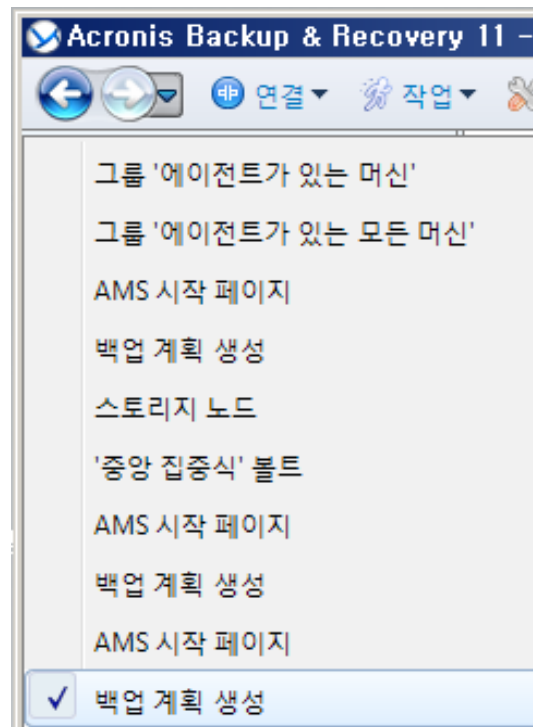 Acronis Backup & Recovery 11 -
연결 작업
그룹 '에이전트가 있는 머신'
그룹 '에이전트가 있는 모든 머신'
AMS 시작 페이지
백업 계획 생성
스토리지 노드
'중앙 집중식' 볼트
AMS 시작 페이지
백업 계획 생성
AMS 시작 페이지
백업 계획 생성